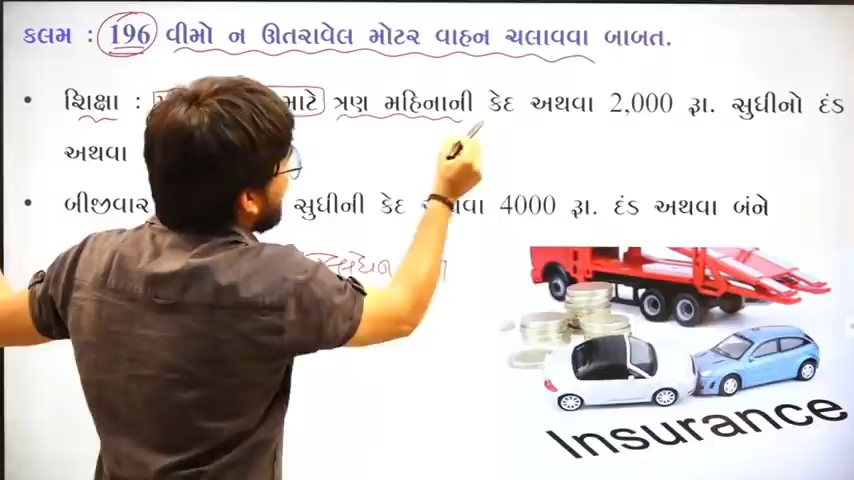 કલમ : 196 વીમો ન ઊતરાવેલ મોટર વાહન ચલાવવા બાબત.
• શિક્ષા : માટે ત્રણ મહિનાની કેદ અથવા 2,000 રૂા. સુધીનો દંડ
અથવા
• બીજીવાર સુધીની કેદ 4000 રૂા. દંડ અથવા બંને
Insurance